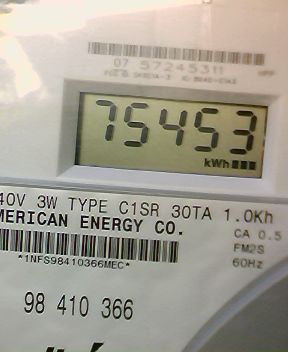 07 57245311
75453
kWh
40V 3W TYPE C1SR 30TA 1.0Kh
MERICAN ENERGY CO.
CA 0.5
FM2S
*1NFS98410366MEC*
60Hz
98 410 366